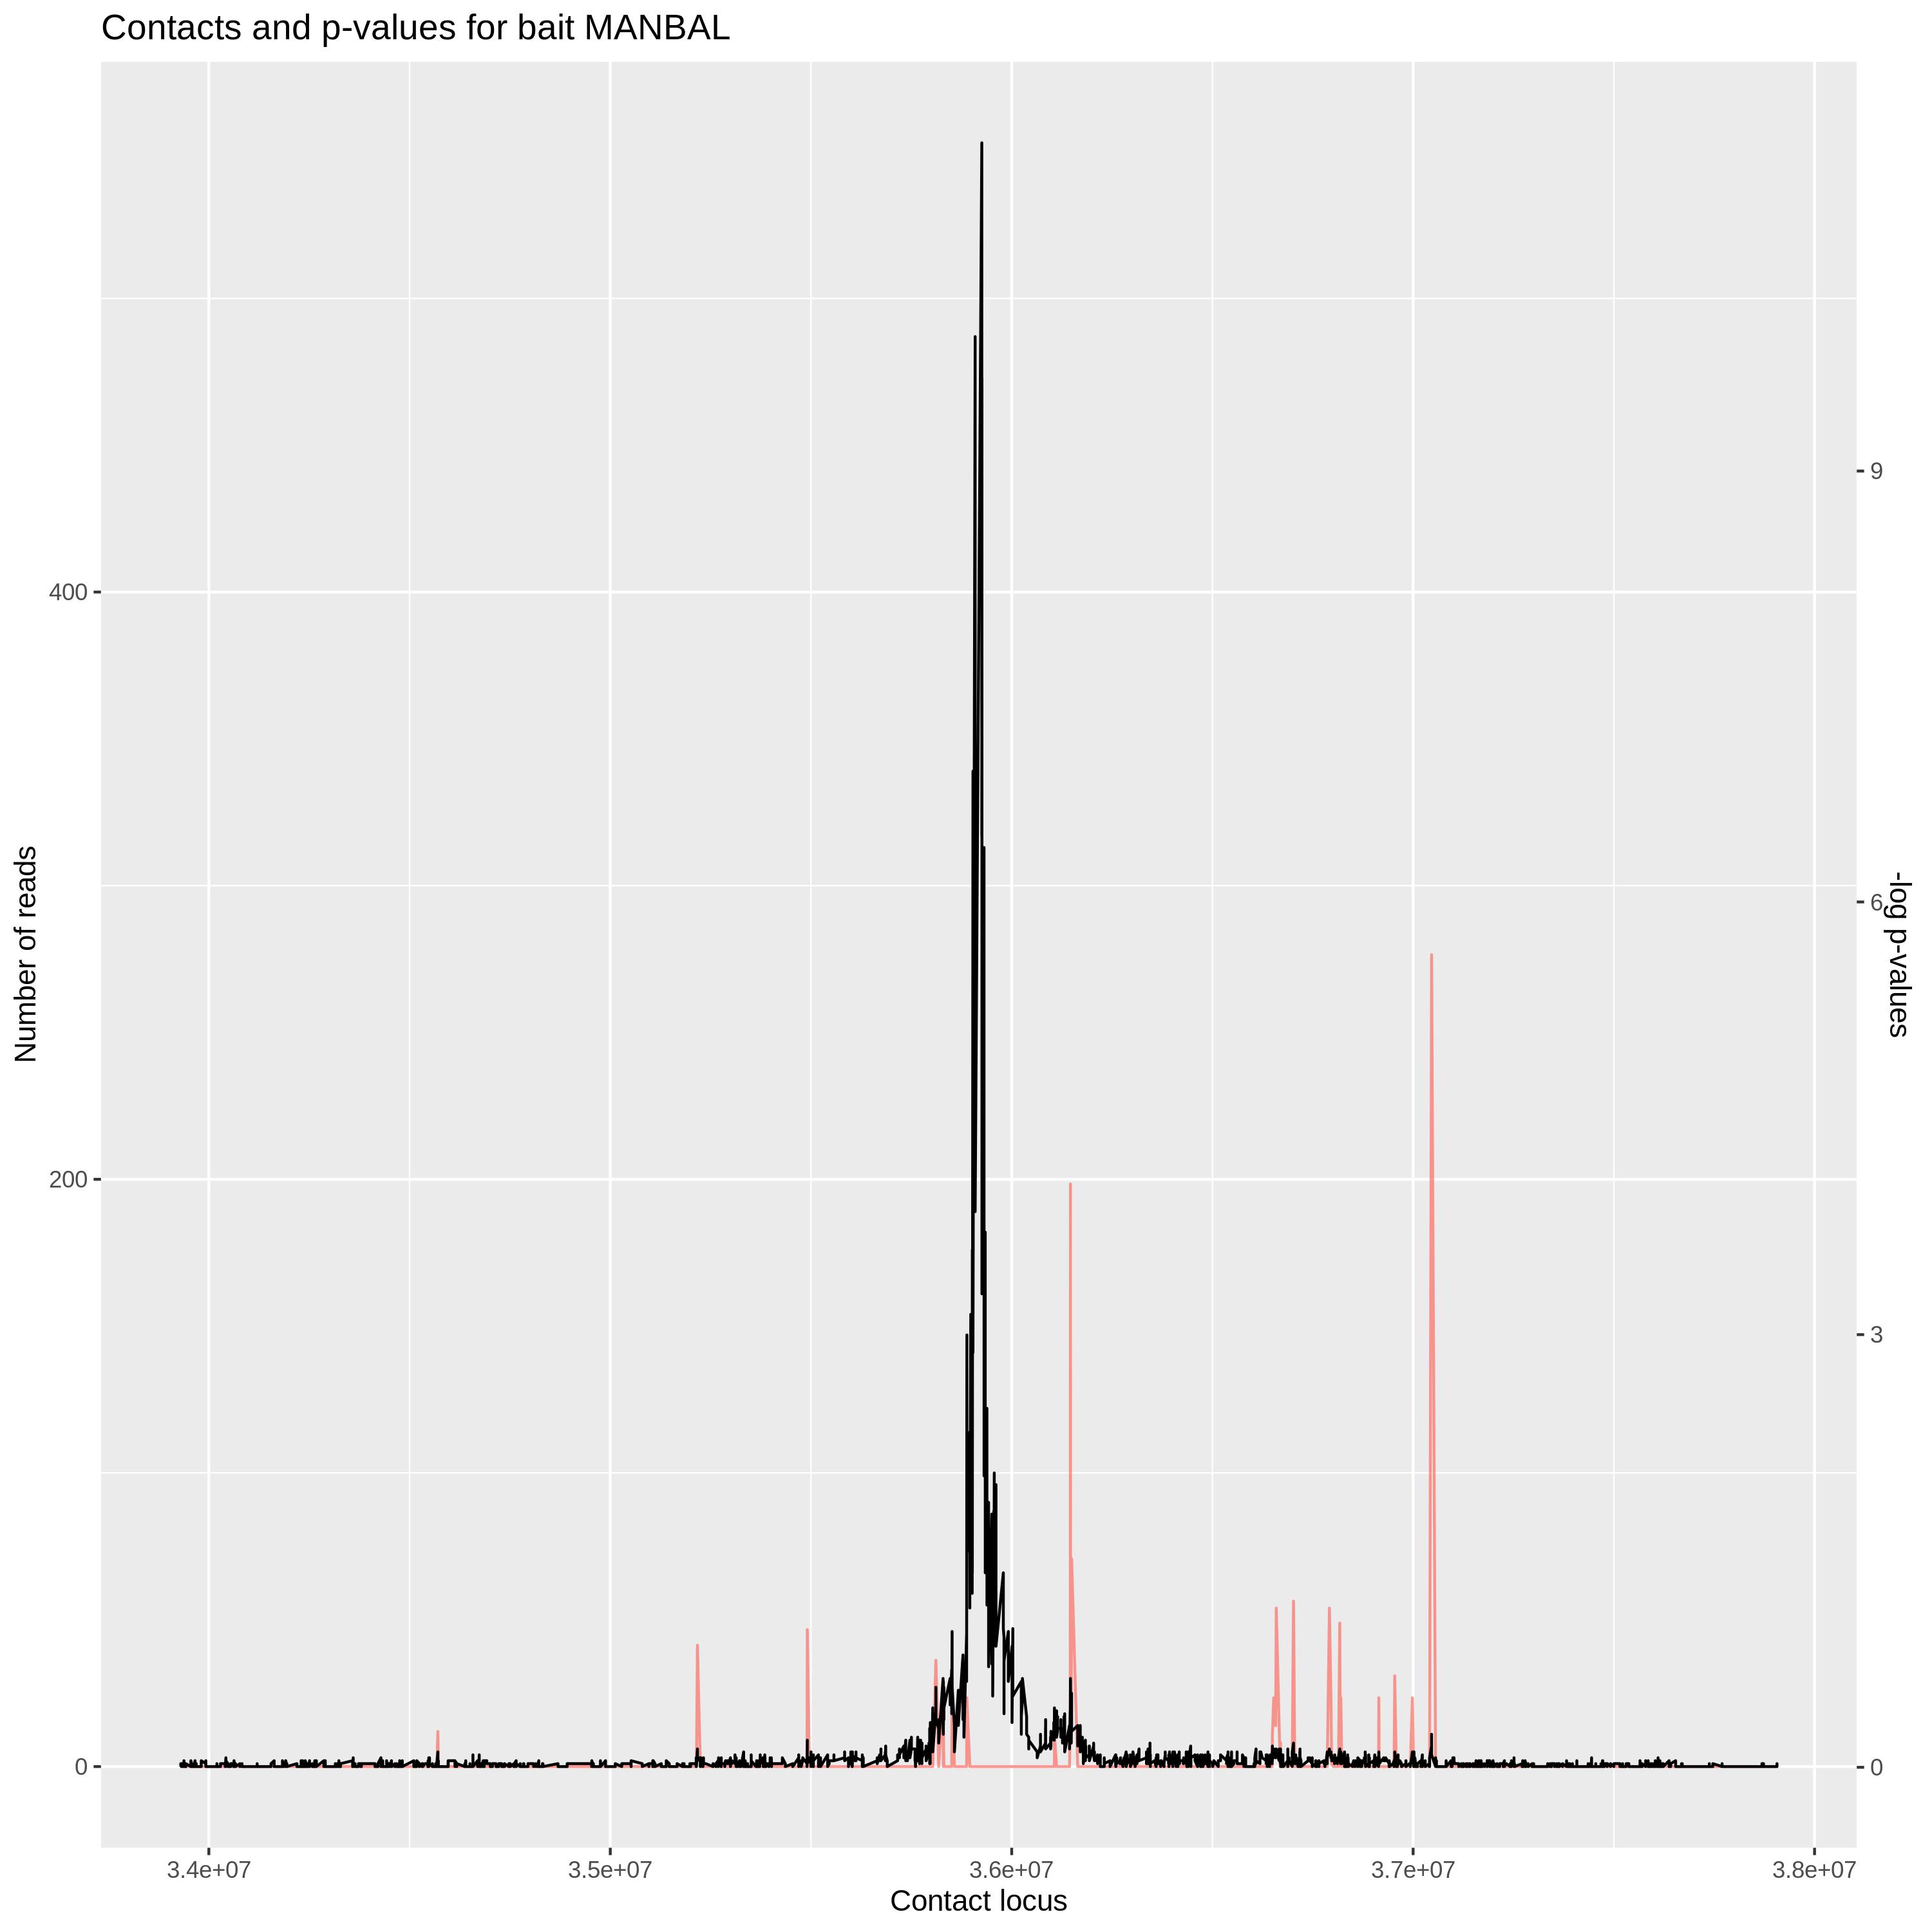 Contacts and p-values for bait MANBAL
Number of reads
400
200
0
9
6
3
0
-log p-values
3.4e+07
3.5e+07
3.6e+07
3.7e+07
3.8e+07
Contact locus